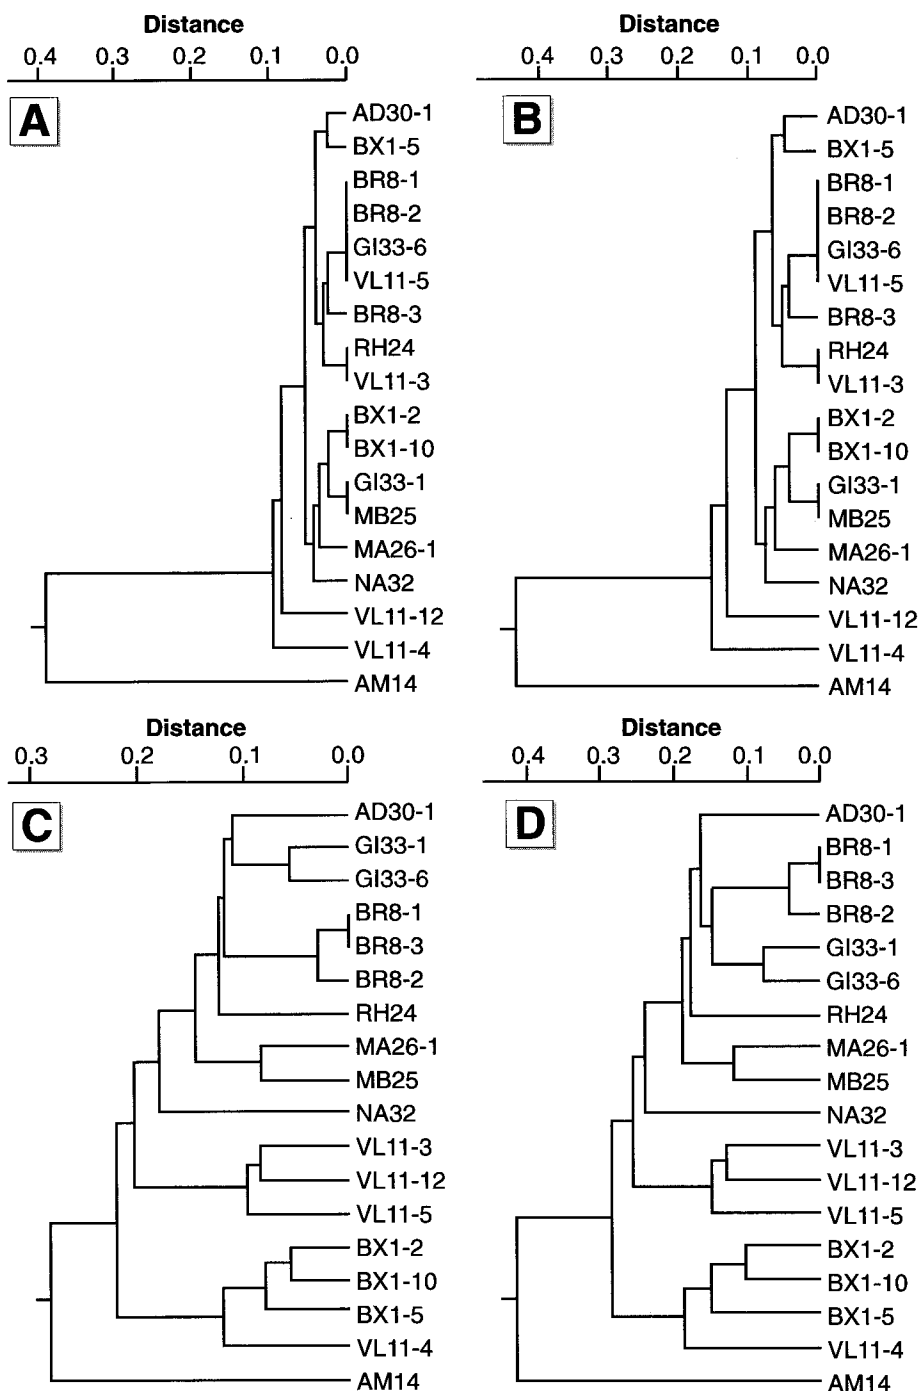 Distance
0.4 0.3 0.2 0.1 0.0
A
AD30-1
BX1-5
BR8-1
BR8-2
GI33-6
VL11-5
BR8-3
RH24
VL11-3
BX1-2
BX1-10
GI33-1
MB25
MA26-1
NA32
VL11-12
VL11-4
AM14
Distance
0.4 0.3 0.2 0.1 0.0
B
AD30-1
BX1-5
BR8-1
BR8-2
GI33-6
VL11-5
BR8-3
RH24
VL11-3
BX1-2
BX1-10
GI33-1
MB25
MA26-1
NA32
VL11-12
VL11-4
AM14
Distance
0.3 0.2 0.1 0.0
C
AD30-1
GI33-1
GI33-6
BR8-1
BR8-3
BR8-2
RH24
MA26-1
MB25
NA32
VL11-3
VL11-12
VL11-5
BX1-2
BX1-10
BX1-5
VL11-4
AM14
Distance
0.4 0.3 0.2 0.1 0.0
D
AD30-1
BR8-1
BR8-3
BR8-2
GI33-1
GI33-6
RH24
MA26-1
MB25
NA32
VL11-3
VL11-12
VL11-5
BX1-2
BX1-10
BX1-5
VL11-4
AM14